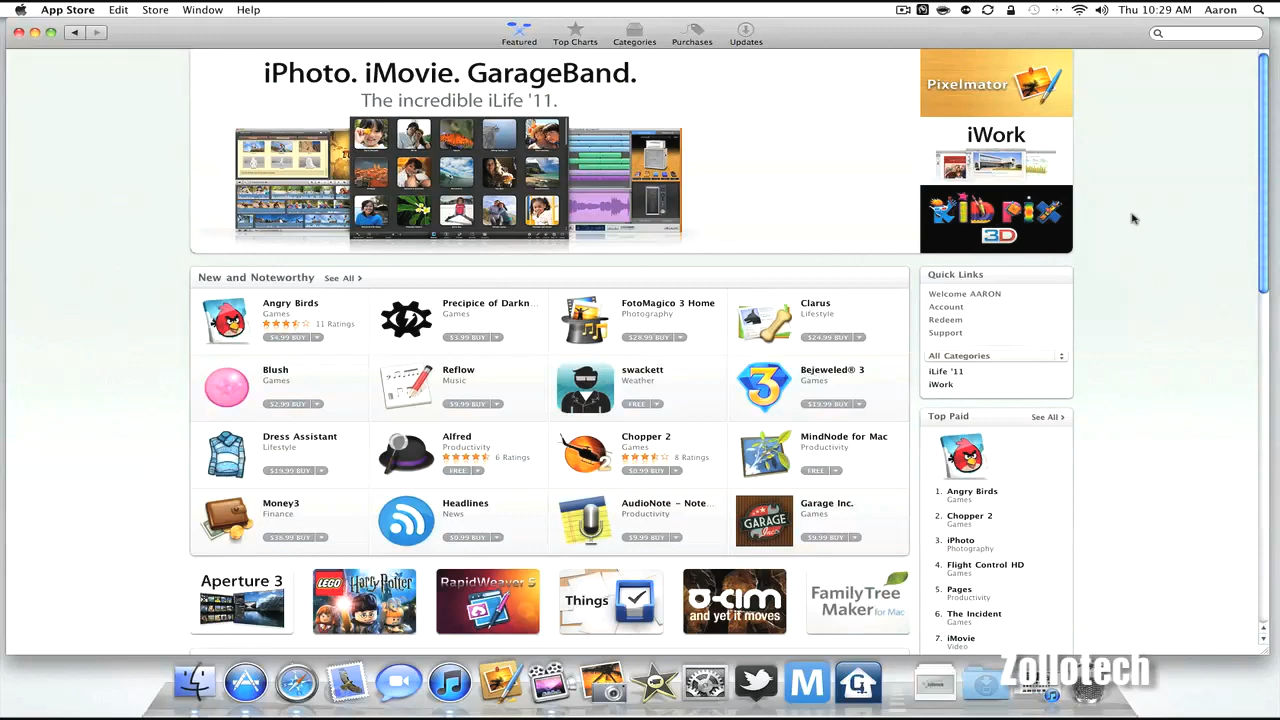 App Store Edit Store Window Help
Thu 10:29 AM Aaron
Featured Top Charts Categories Purchases Updates
iPhoto. iMovie. GarageBand.
The incredible iLife '11.
Pixelmator
iWork
KID PIX
3D
New and Noteworthy See All >
Angry Birds
Games
11 Ratings
$4.99 BUY
Precipice of Darkn...
Games
$3.99 BUY
FotoMagico 3 Home
Photography
$28.99 BUY
Clarus
Lifestyle
$24.99 BUY
Blush
Games
$2.99 BUY
Reflow
Music
$9.99 BUY
swackett
Weather
FREE
3
Bejeweled® 3
Games
$19.99 BUY
Dress Assistant
Lifestyle
$19.99 BUY
Alfred
Productivity
6 Ratings
FREE
2
Chopper 2
Games
8 Ratings
$0.99 BUY
MindNode for Mac
Productivity
FREE
Money3
Finance
Headlines
News
$0.99 BUY
AudioNote - Note...
Productivity
$9.99 BUY
GARAGE
Inc.
Garage Inc.
Games
$9.99 BUY
Quick Links
Welcome AARON
Account
Redeem
Support
All Categories
iLife '11
iWork
Top Paid See All >
1. Angry Birds
Games
2. Chopper 2
Games
3. iPhoto
Photography
4. Flight Control HD
Games
5. Pages
Productivity
6. The Incident
Games
7. iMovie
Video
Aperture 3
LEGO Harry Potter
RapidWeaver 5
Things
and yet it moves
FamilyTree
Maker for Mac
M
Zollotech